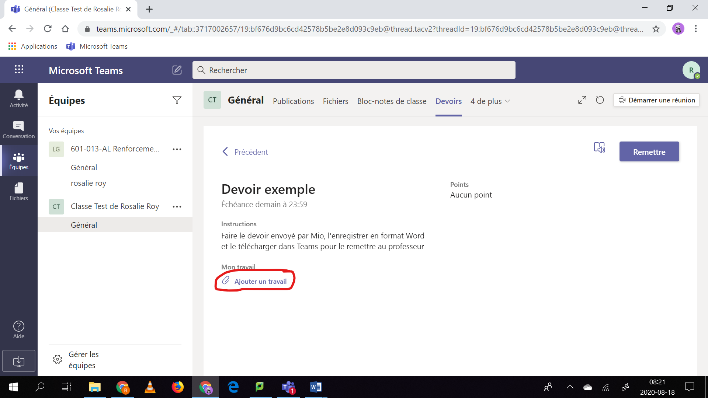 Général (Classe Test de Rosalie R
teams.microsoft.com/_#/tab::3717002657/19:bf676d9bc6cd42578b5be2e8d093c9eb@thread.tacv2?threadId=19:bf676d9bc6cd42578b5be2e8d093c9eb@threa...
Applications
Microsoft Teams
Microsoft Teams
Rechercher
R
Activité
Conversation
Équipes
Fichiers
Aide
Équipes
Vos équipes
LG 601-013-AL Renforceme... ...
Général
rosalie roy
CT Classe Test de Rosalie Roy ...
Général
Gérer les
équipes
CT Général Publications Fichiers Bloc-notes de classe Devoirs 4 de plus
Démarrer une réunion
Précédent
Remettre
Devoir exemple
Échéance demain à 23:59
Instructions
Faire le devoir envoyé par Mio, l'enregistrer en format Word
et le télécharger dans Teams pour le remettre au professeur
Mon travail
Ajouter un travail
Points
Aucun point
08:21
2020-08-18